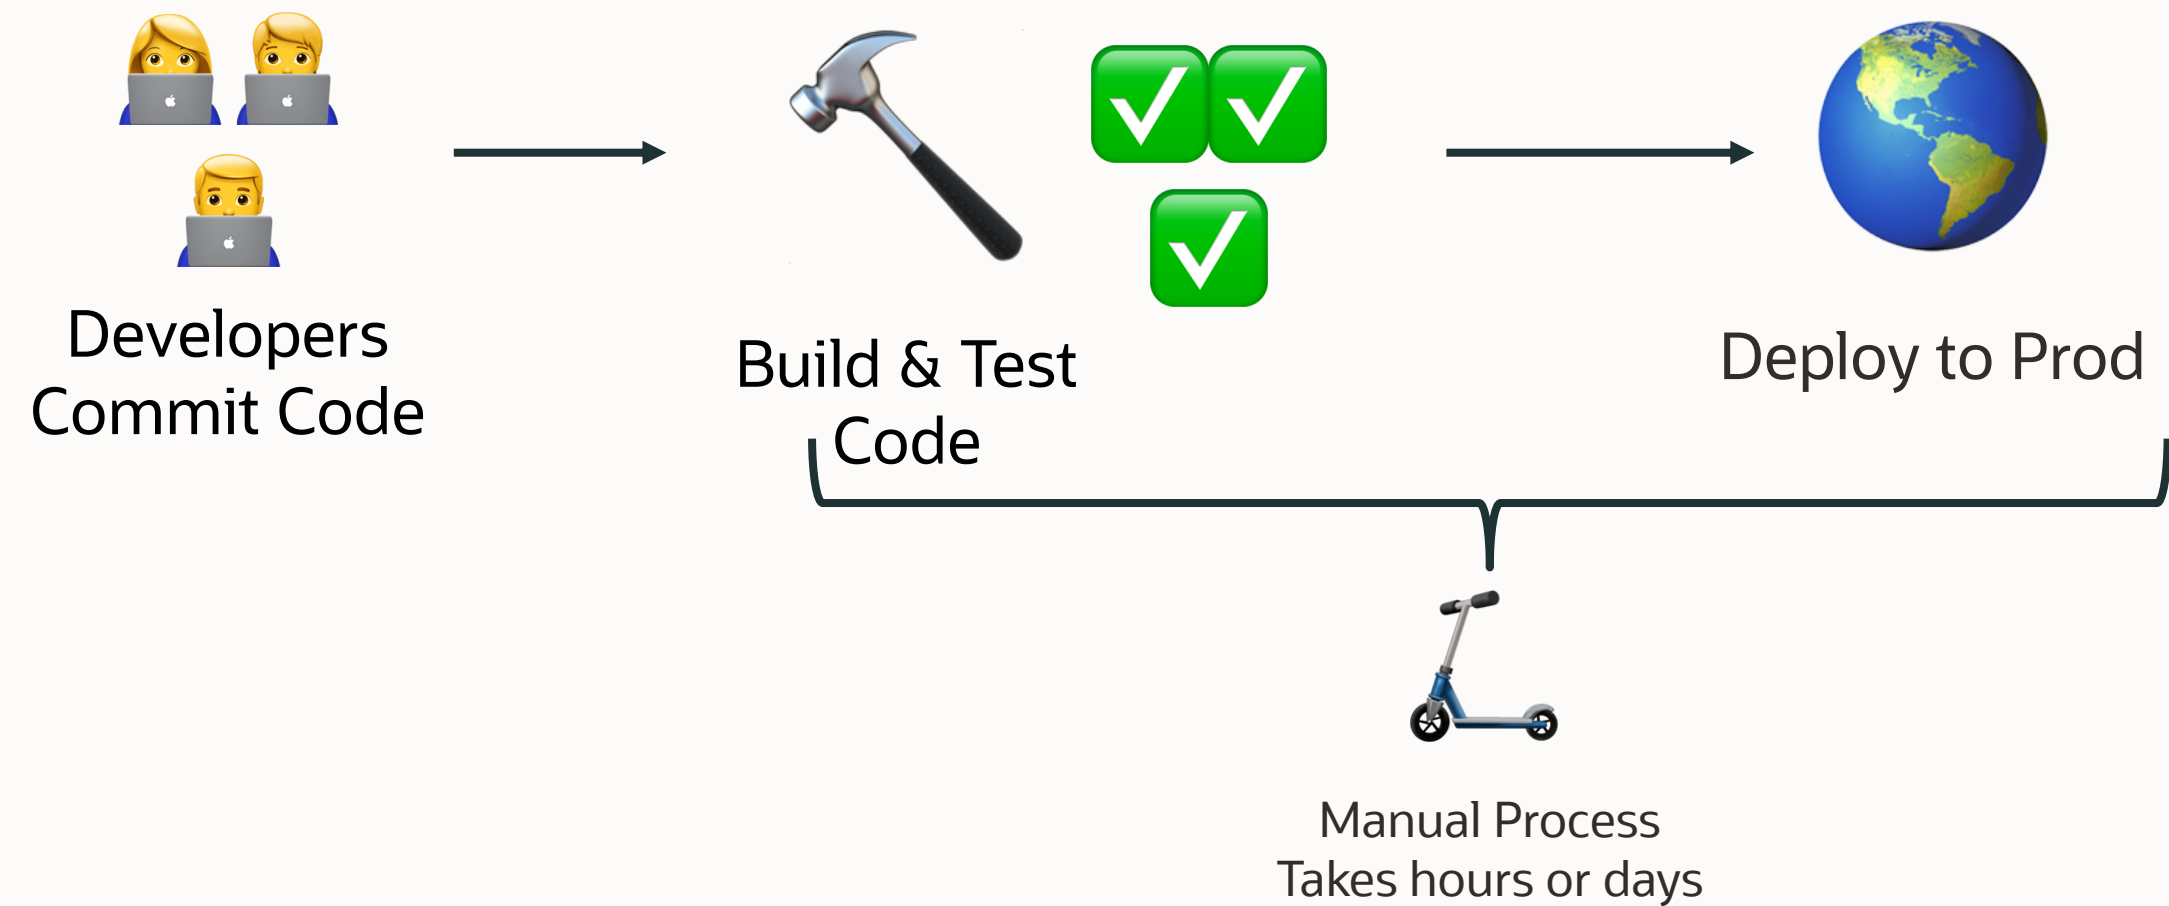 Developers
Commit Code
Build & Test
Code
Deploy to Prod
Manual Process
Takes hours or days